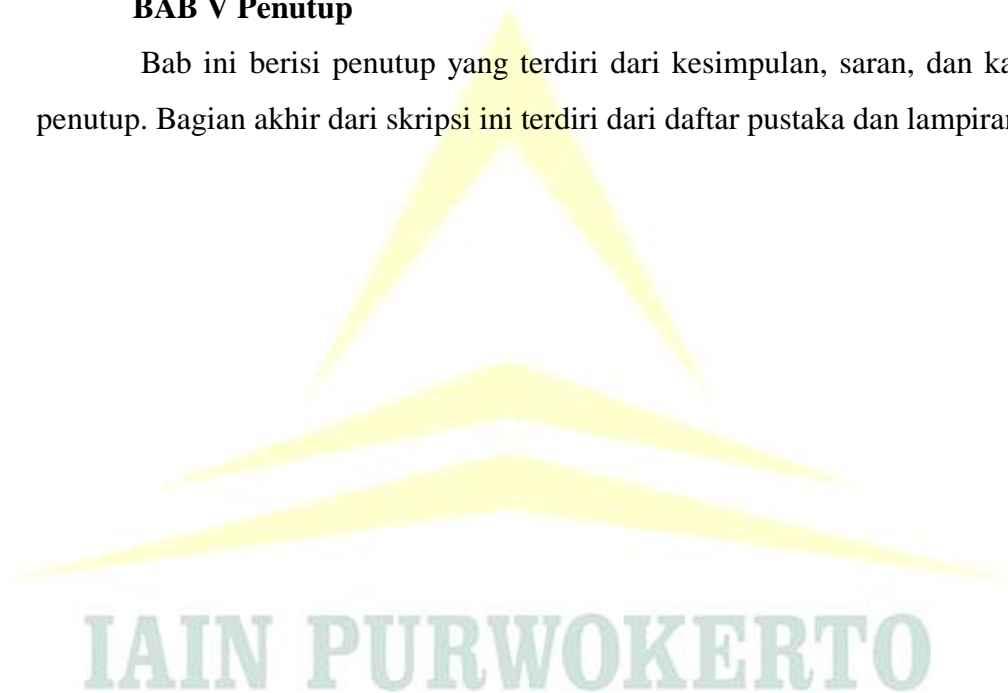 BAB V Penutup
Bab ini berisi penutup yang terdiri dari kesimpulan, saran, dan
penutup. Bagian akhir dari skripsi ini terdiri dari daftar pustaka dan
IAIN PURWOKERTO